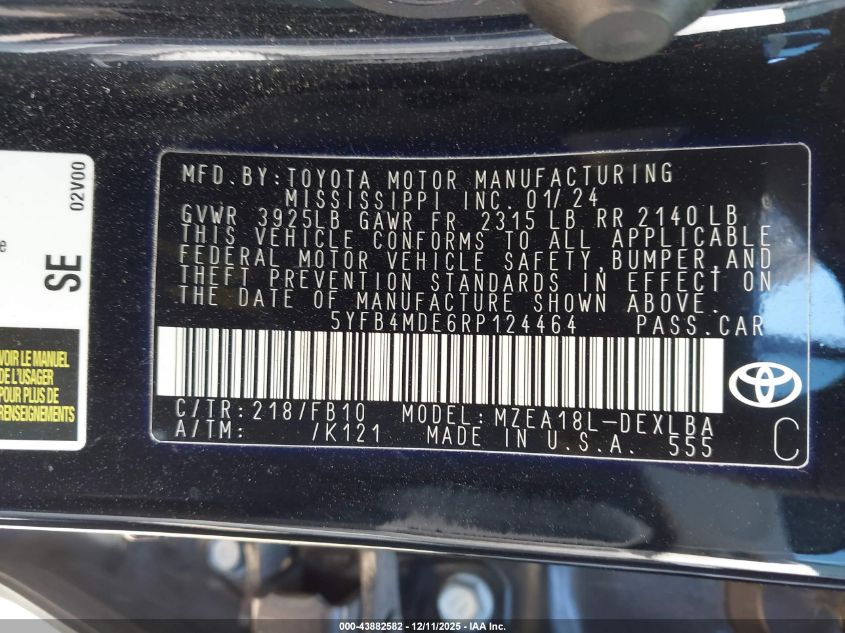 MFD.BY:TOYOTA MOTOR MANUFACTURING
MISSISSIPPI INC. 01/24
GVWR 3925LB GAWR FR 2315 LB RR 2140 LB
THIS VEHICLE CONFORMS TO ALL APPLICABLE
FEDERAL MOTOR VEHICLE SAFETY,BUMPER,AND
THEFT PREVENTION STANDARDS IN EFFECT ON
THE DATE OF MANUFACTURE SHOWN ABOVE.
5YFB4MDE6RP124464 PASS.CAR
C/TR:218/FB10 MODEL:MZEA18L-DEXLBA
A/TM: /K121 MADE IN U.S.A. 555
C
02V00
e
SE
VOIR LE MANUEL
DE L'USAGER
POUR PLUS DE
RENSEIGNEMENTS
000-43882582 - 12/11/2025 - IAA Inc.